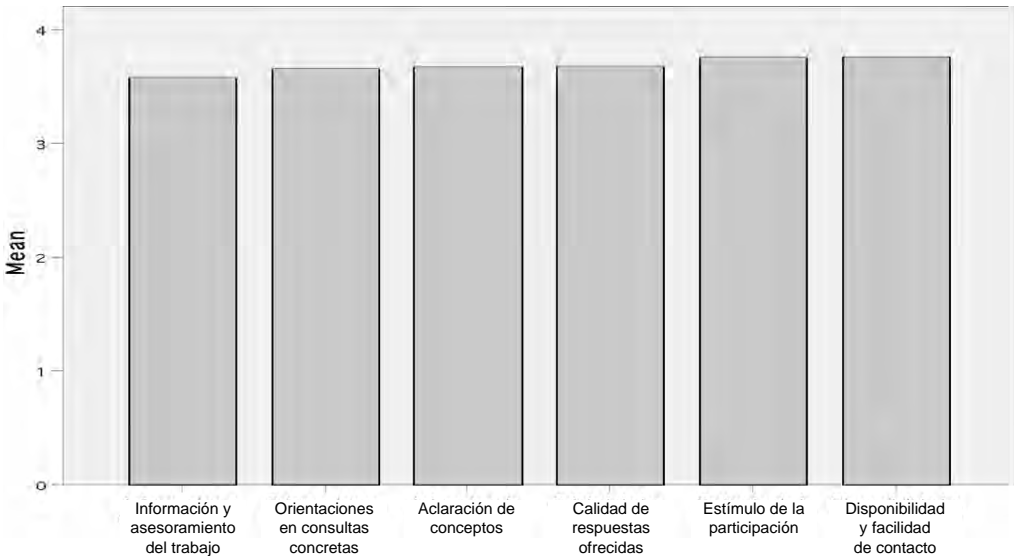 4
3
Mean
2
1
0
Información y
asesoramiento
del trabajo
Orientaciones
en consultas
concretas
Aclaración de
conceptos
Calidad de
respuestas
ofrecidas
Estímulo de la
participación
Disponibilidad
y facilidad
de contacto